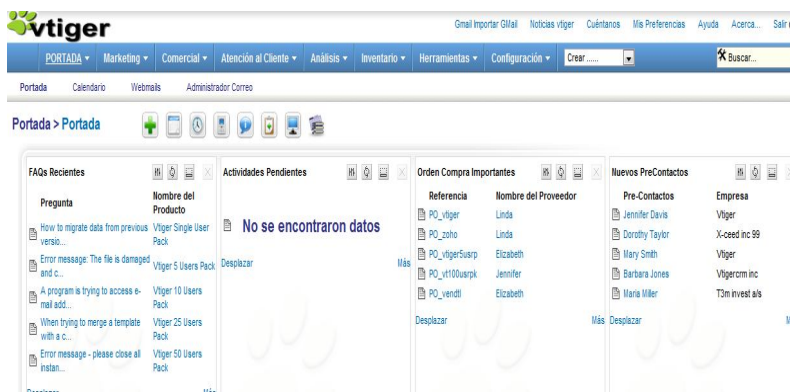 vtiger
Gmail Importar GMail Noticias vtiger Cuéntanos Mis Preferencias Ayuda Acerca... Salir
PORTADA Marketing Comercial Atención al Cliente Análisis Inventario Herramientas Configuración Crear...... Buscar...
Portada Calendario Webmails Administrador Correo
Portada > Portada
FAQs Recientes
Pregunta Nombre del Producto
How to migrate data from previous versio... Vtiger Single User Pack
Error message: The file is damaged and c... Vtiger 5 Users Pack
A program is trying to access e-mail add... Vtiger 10 Users Pack
When trying to merge a template with a c... Vtiger 25 Users Pack
Error message - please close all instan... Vtiger 50 Users Pack
Desplazar Más
Actividades Pendientes
No se encontraron datos
Desplazar Más
Orden Compra Importantes
Referencia Nombre del Proveedor
PO_vtiger Linda
PO_zoho Linda
PO_vtiger5usrp Elizabeth
PO_vt100usrpk Jennifer
PO_vendtl Elizabeth
Desplazar Más
Nuevos PreContactos
Pre-Contactos Empresa
Jennifer Davis Vtiger
Dorothy Taylor X-ceed inc 99
Mary Smith Vtiger
Barbara Jones Vtigercrm inc
Maria Miller T3m invest a/s
Desplazar